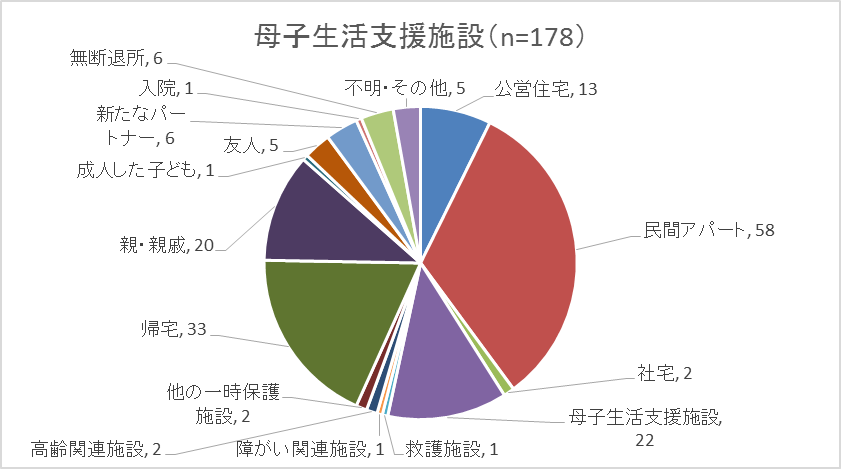 母子生活支援施設（n=178）
公営住宅, 13
民間アパート, 58
社宅, 2
母子生活支援施設,
22
救護施設, 1
障がい関連施設, 1
高齢関連施設, 2
他の一時保護
施設, 2
帰宅, 33
親・親戚, 20
成人した子ども, 1
友人, 5
新たなパー
トナー, 6
入院, 1
無断退所, 6
不明・その他, 5